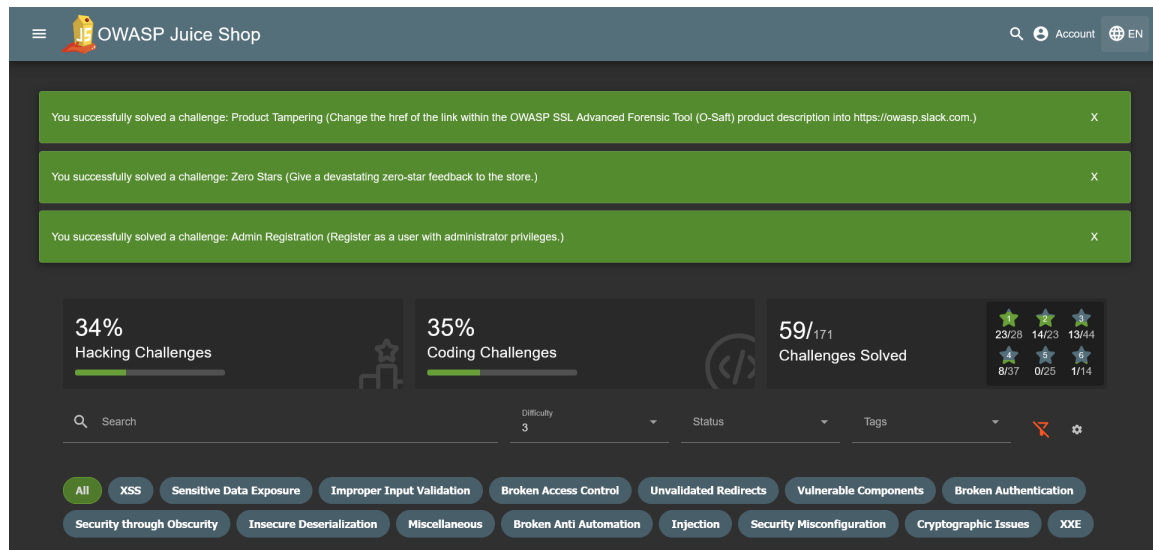 OWASP Juice Shop Account EN
You successfully solved a challenge: Product Tampering (Change the href of the link within the OWASP SSL Advanced Forensic Tool (O-Saft) product description into https://owasp.slack.com.) X
You successfully solved a challenge: Zero Stars (Give a devastating zero-star feedback to the store.) X
You successfully solved a challenge: Admin Registration (Register as a user with administrator privileges.) X
34%
Hacking Challenges
35%
Coding Challenges
59/171
Challenges Solved
1 2 3
23/28 14/23 13/44
4 5 6
8/37 0/25 1/14
Search
Difficulty
3
Status
Tags
All XSS Sensitive Data Exposure Improper Input Validation Broken Access Control Unvalidated Redirects Vulnerable Components Broken Authentication
Security through Obscurity Insecure Deserialization Miscellaneous Broken Anti Automation Injection Security Misconfiguration Cryptographic Issues XXE